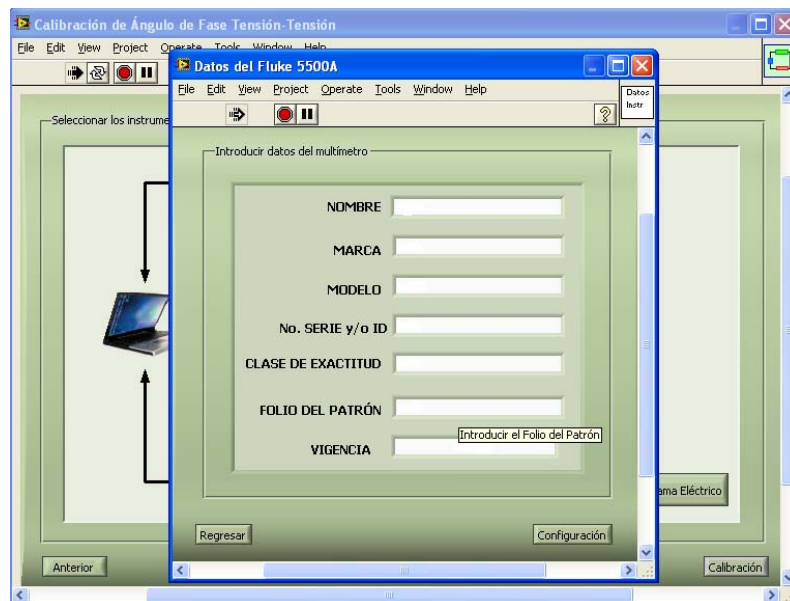 Calibración de Ángulo de Fase Tensión-Tensión
File Edit View Project Operate Tools Window Help
Datos del Fluke 5500A
File Edit View Project Operate Tools Window Help
Datos
Instr
Seleccionar los instrume
Introducir datos del multímetro
NOMBRE
MARCA
MODELO
No. SERIE y/o ID
CLASE DE EXACTITUD
FOLIO DEL PATRÓN
Introducir el Folio del Patrón
VIGENCIA
ama Eléctrico
Regresar
Configuración
Anterior
Calibración